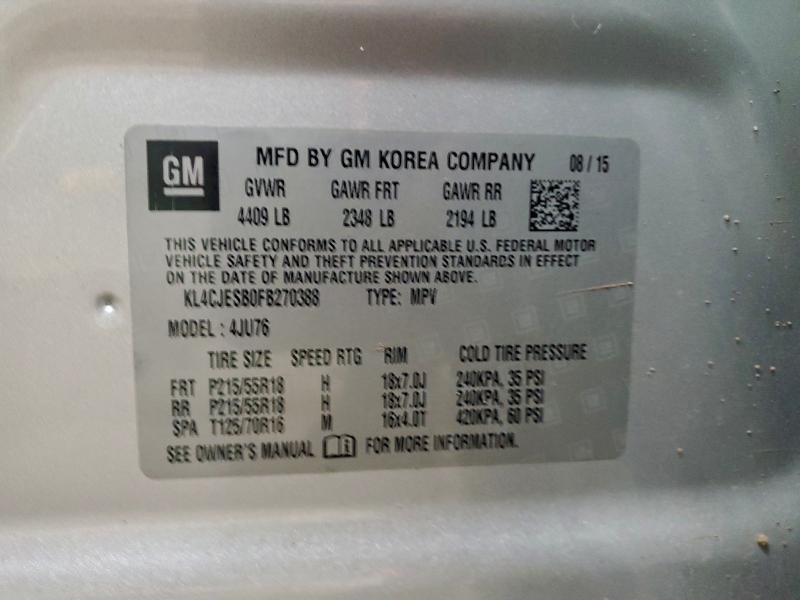 GM MFD BY GM KOREA COMPANY 08 / 15
GVWR GAWR FRT GAWR RR
4409 LB 2348 LB 2194 LB
THIS VEHICLE CONFORMS TO ALL APPLICABLE U.S. FEDERAL MOTOR
VEHICLE SAFETY AND THEFT PREVENTION STANDARDS IN EFFECT
ON THE DATE OF MANUFACTURE SHOWN ABOVE.
KL4CJESB0FB270388 TYPE: MPV
MODEL : 4JU76
TIRE SIZE SPEED RTG RIM COLD TIRE PRESSURE
FRT P215/55R18 H 18x7.0J 240KPA, 35 PSI
RR P215/55R18 H 18x7.0J 240KPA, 35 PSI
SPA T125/70R16 M 16x4.0T 420KPA, 60 PSI
SEE OWNER'S MANUAL FOR MORE INFORMATION.